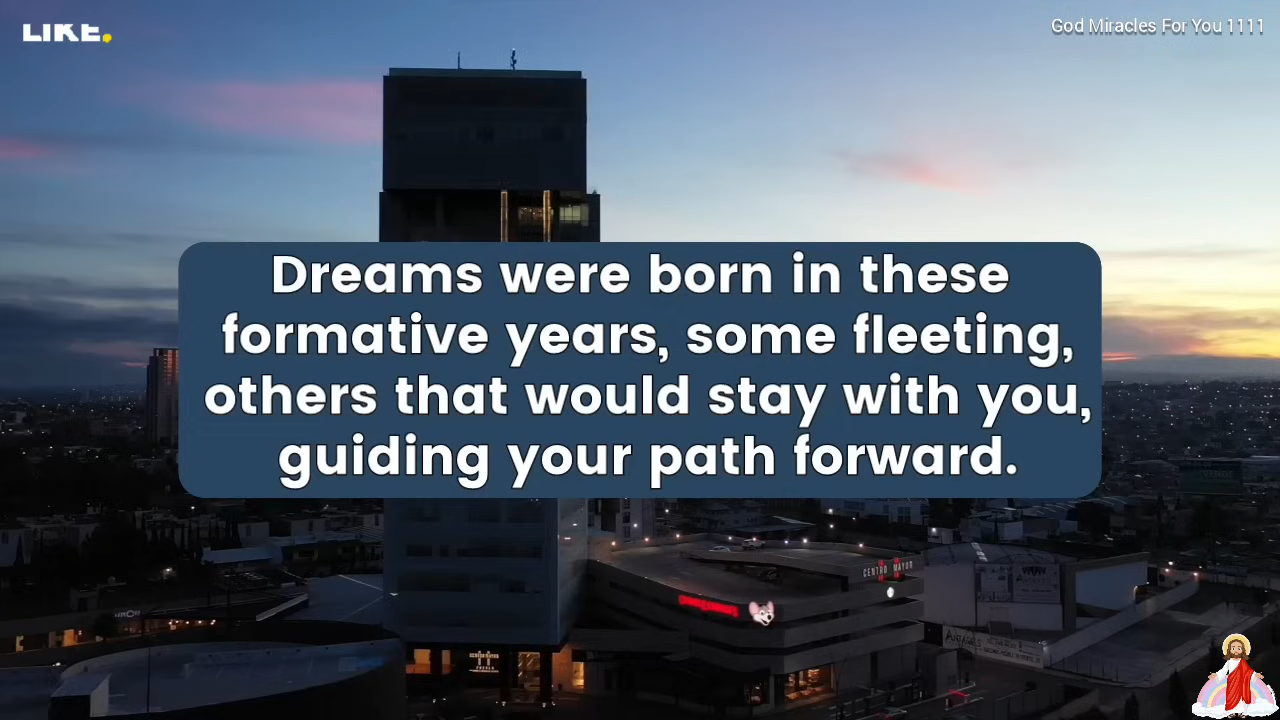 LIKE.
God Miracles For You 1111
Dreams were born in these
formative years, some fleeting,
others that would stay with you,
guiding your path forward.
CENTRO MAYOR